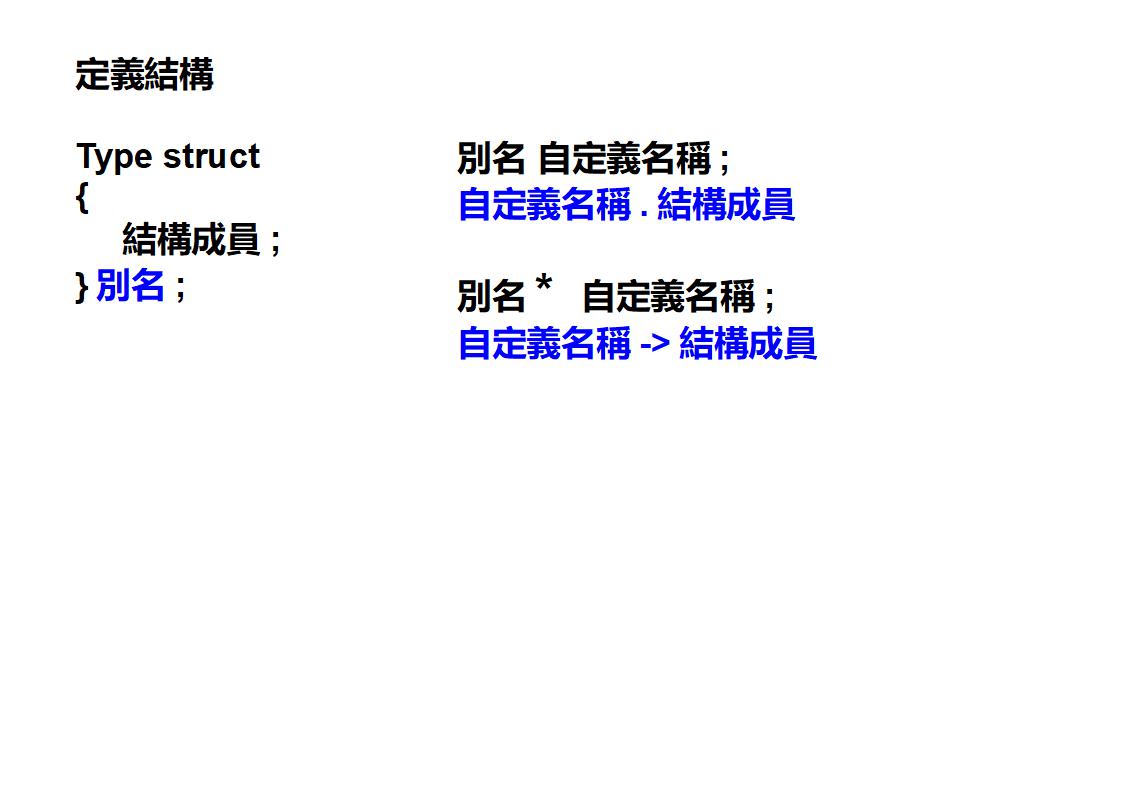 定義結構
Type struct
{
結構成員 ;
} 別名 ;
別名 自定義名稱 ;
自定義名稱 . 結構成員
別名 * 自定義名稱 ;
自定義名稱 -> 結構成員